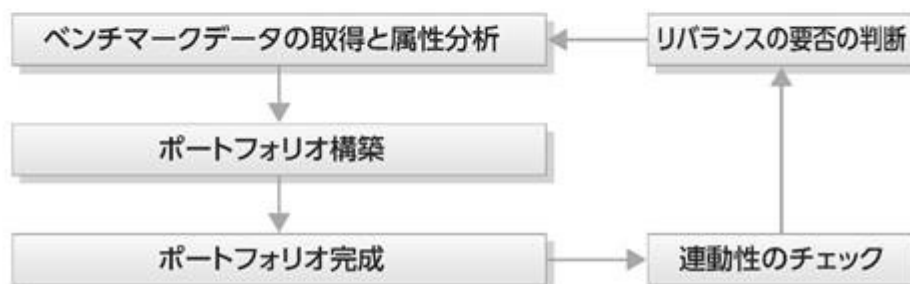 ベンチマークデータの取得と属性分析
リバランスの要否の判断
ポートフォリオ構築
ポートフォリオ完成
連動性のチェック